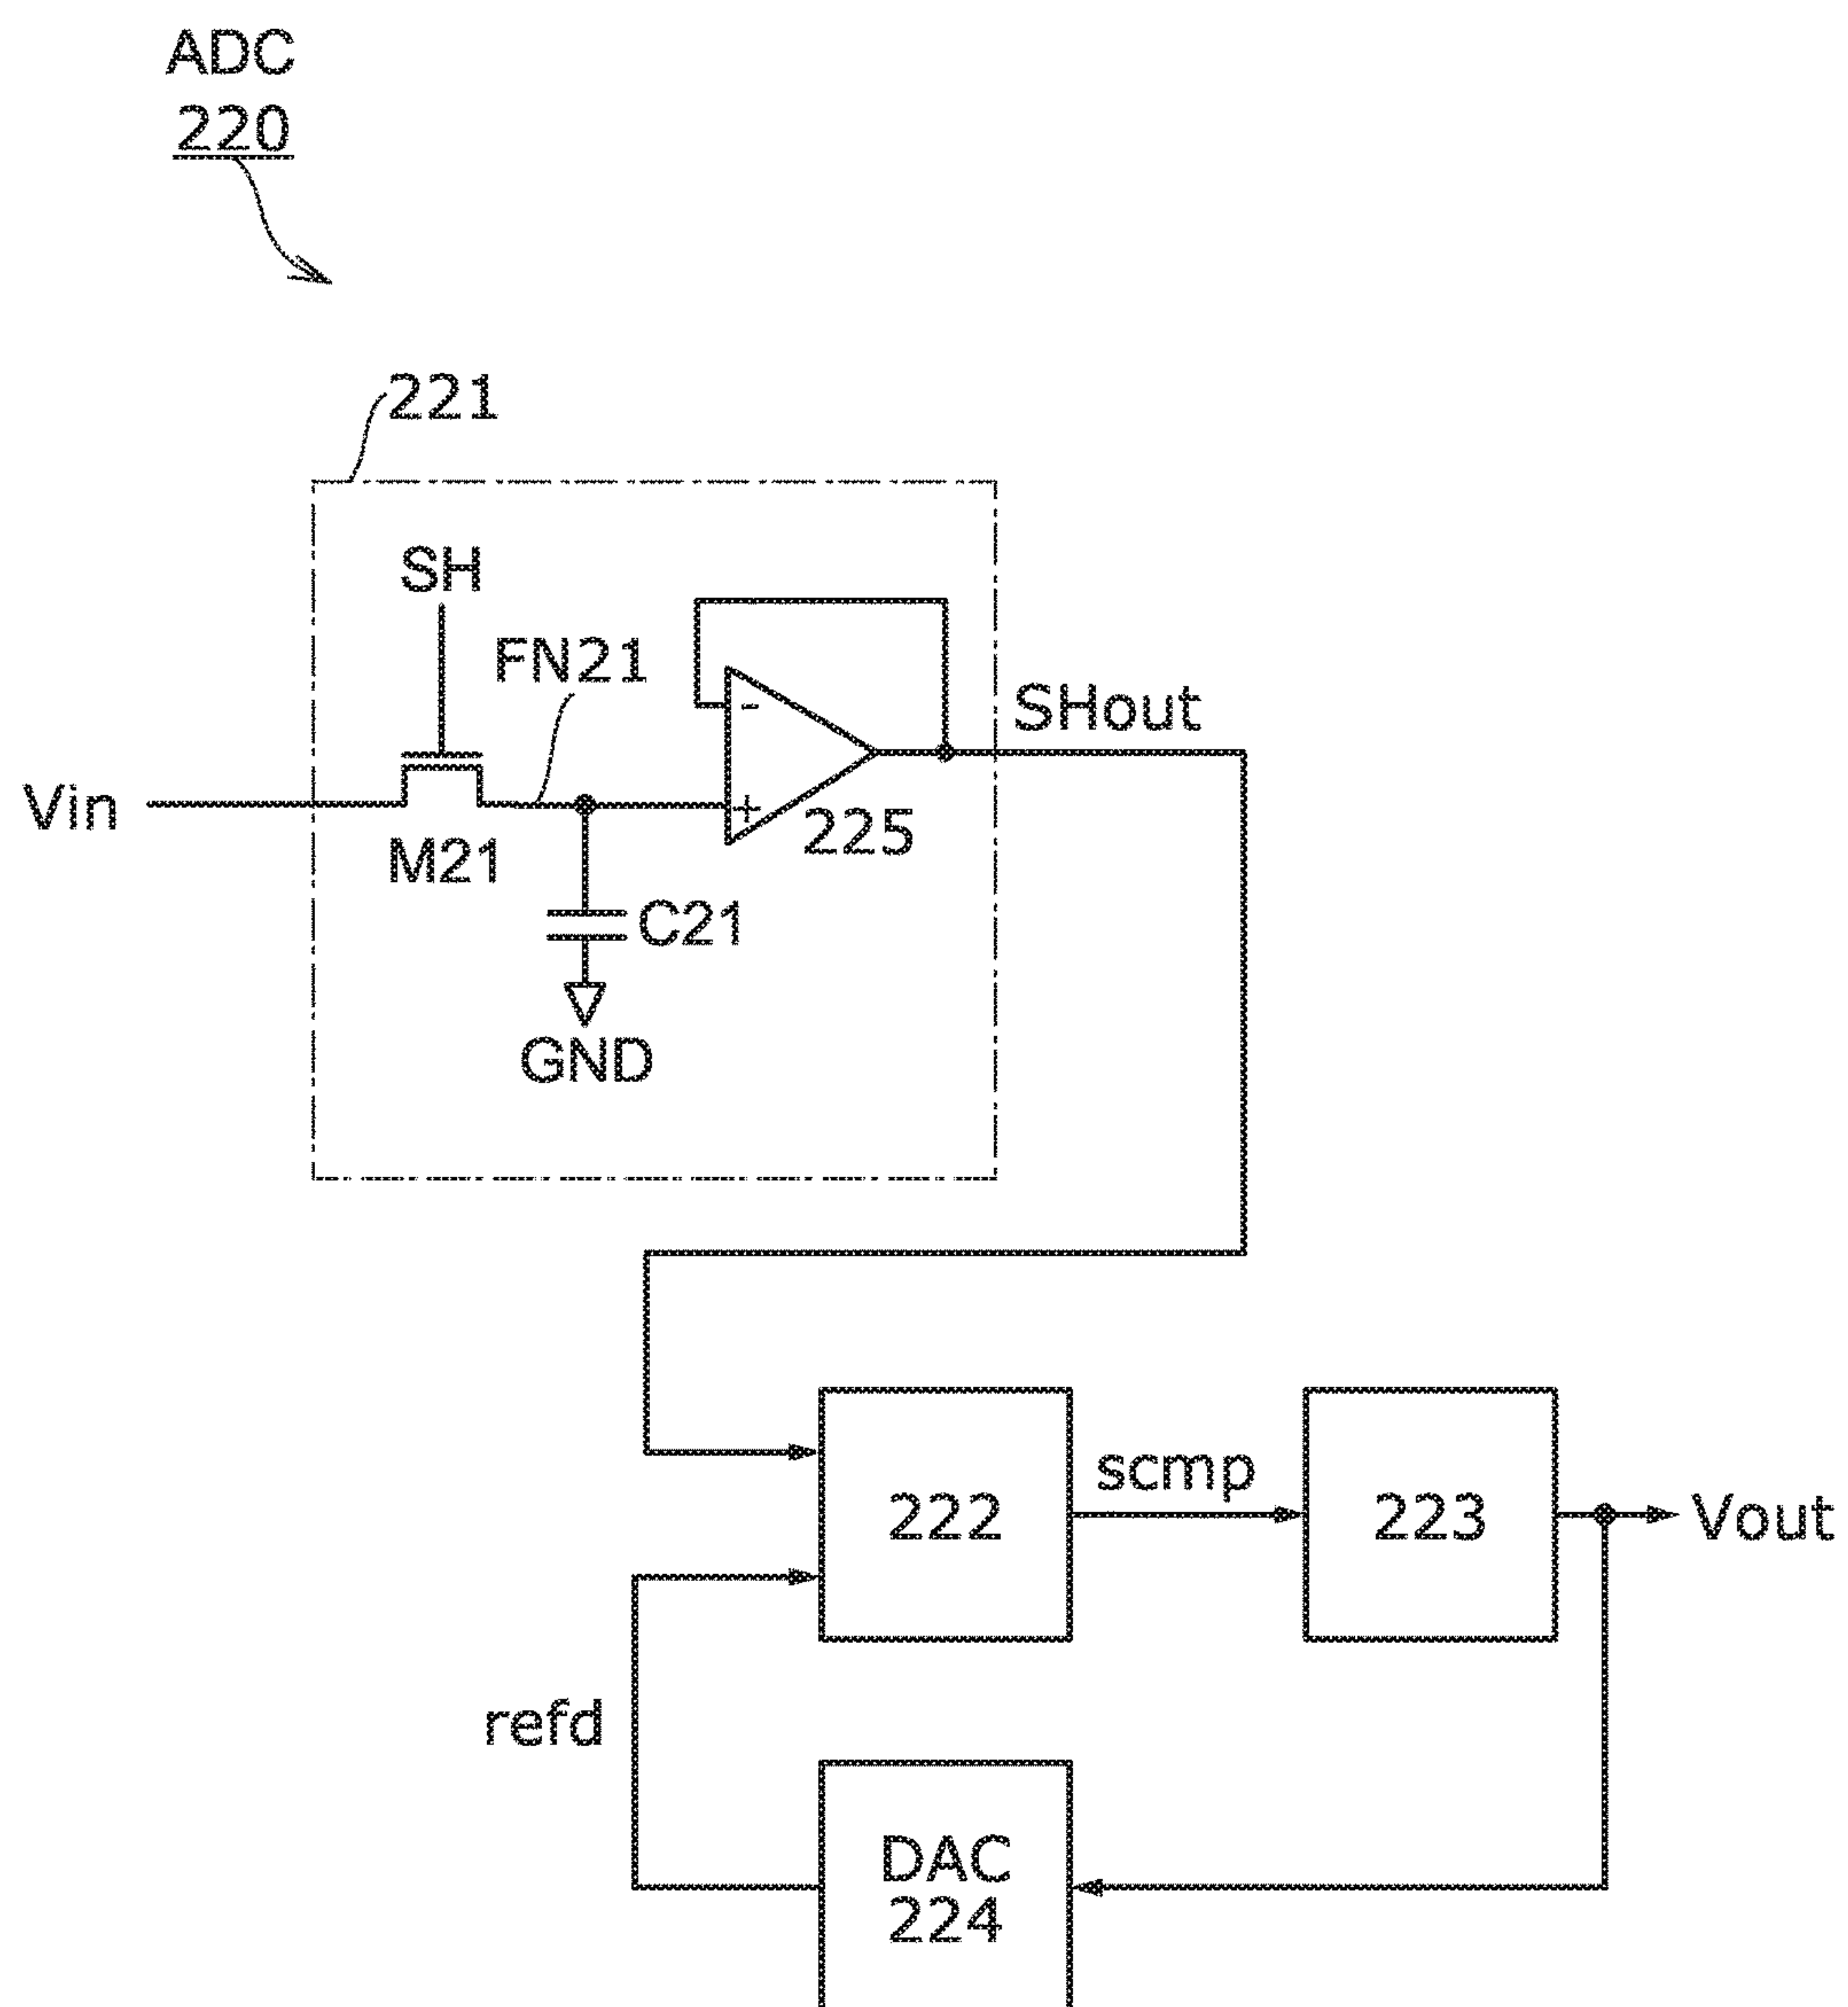 ADC
220
221
SH
FN21
-
SHout
Vin
+
225
M21
C21
GND
222
scmp
223
Vout
refd
DAC
224